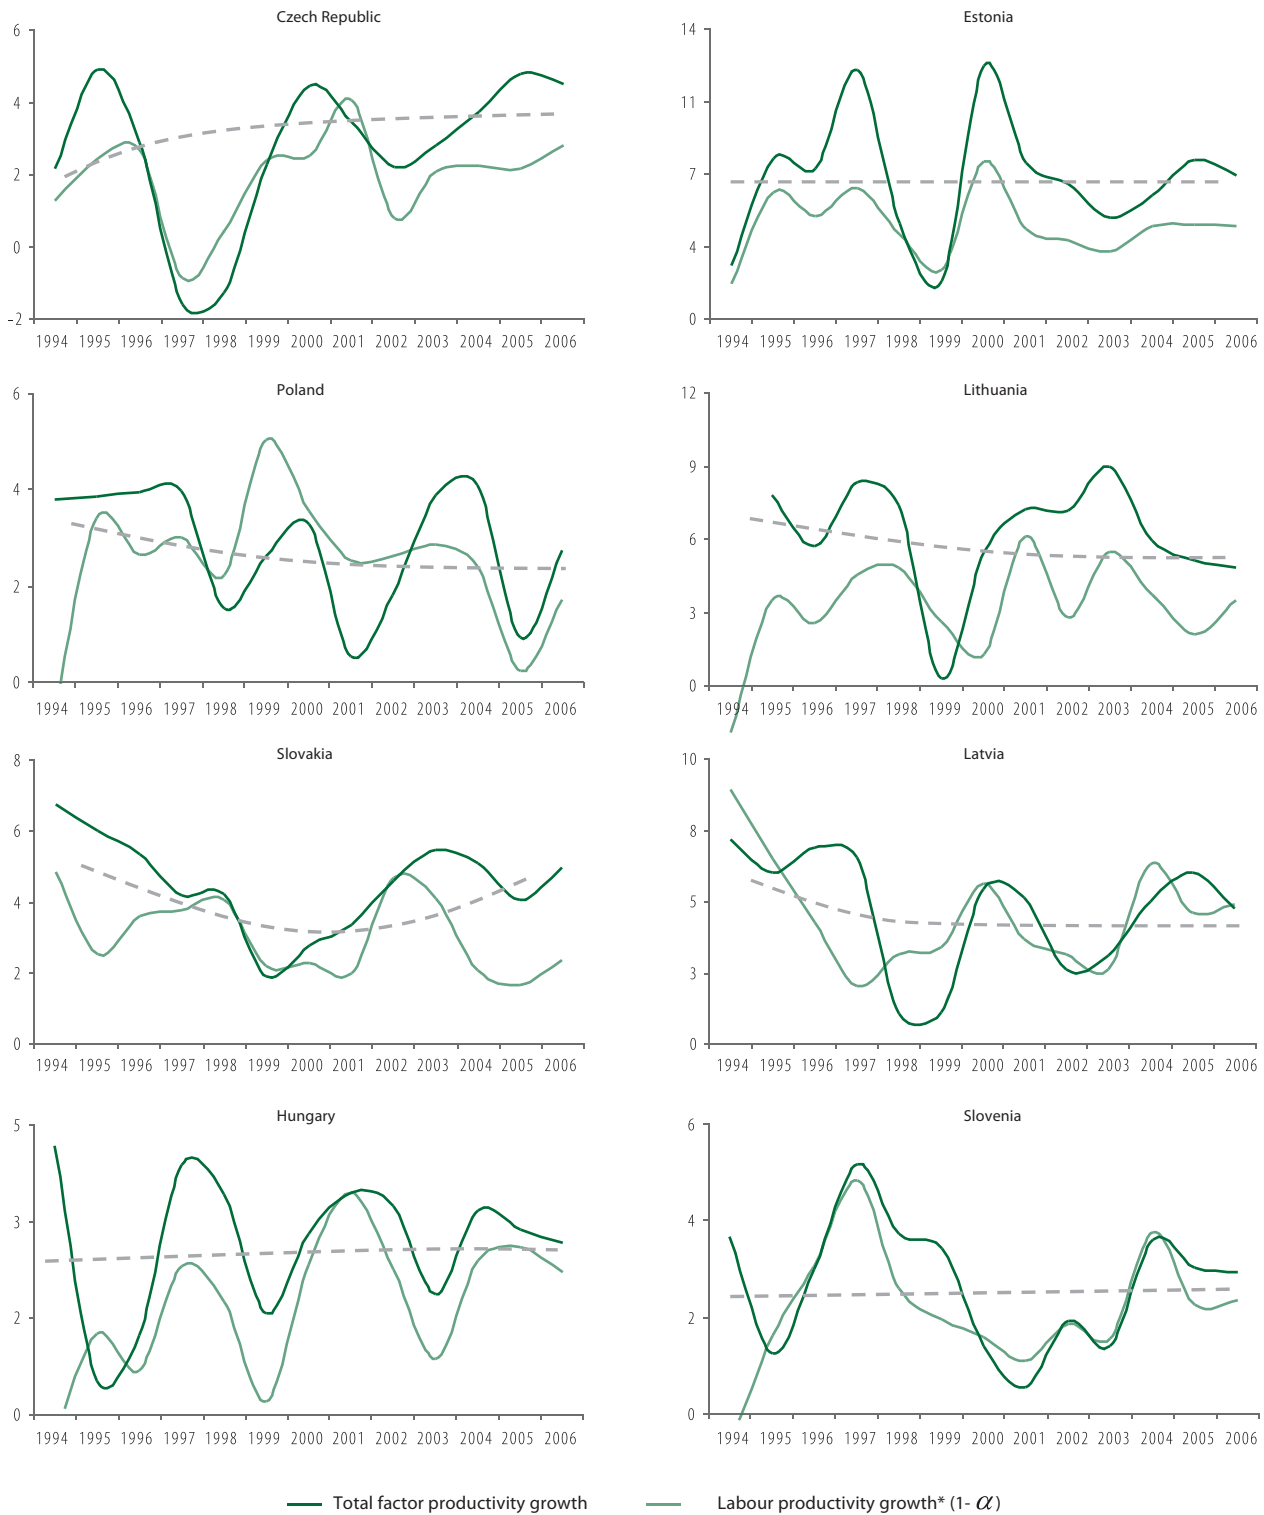 Czech Republic
6
4
2
0
–2
1994 1995 1996 1997 1998 1999 2000 2001 2002 2003 2004 2005 2006
Estonia
14
11
7
4
0
1994 1995 1996 1997 1998 1999 2000 2001 2002 2003 2004 2005 2006
Poland
6
4
2
0
1994 1995 1996 1997 1998 1999 2000 2001 2002 2003 2004 2005 2006
Lithuania
12
9
6
3
0
1994 1995 1996 1997 1998 1999 2000 2001 2002 2003 2004 2005 2006
Slovakia
8
6
4
2
0
1994 1995 1996 1997 1998 1999 2000 2001 2002 2003 2004 2005 2006
Latvia
10
8
5
3
0
1994 1995 1996 1997 1998 1999 2000 2001 2002 2003 2004 2005 2006
Hungary
5
3
2
0
1994 1995 1996 1997 1998 1999 2000 2001 2002 2003 2004 2005 2006
Slovenia
6
4
2
0
1994 1995 1996 1997 1998 1999 2000 2001 2002 2003 2004 2005 2006
Total factor productivity growth
Labour productivity growth* (1- α)